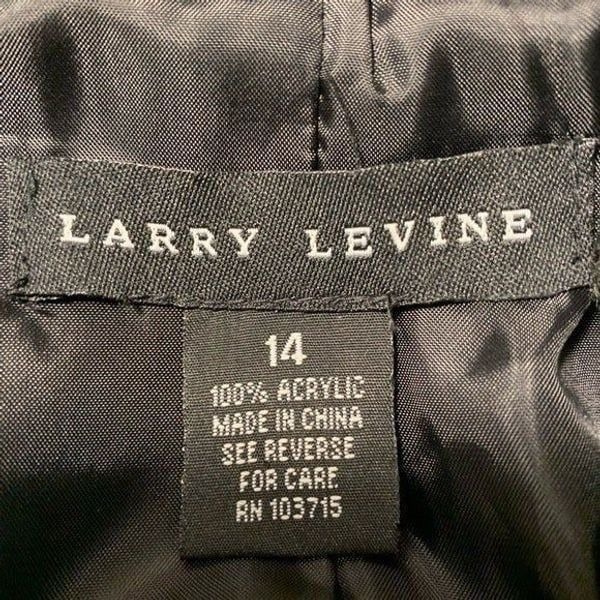 LARRY LEVINE
14
100% ACRYLIC
MADE IN CHINA
SEE REVERSE
FOR CARE
RN 103715